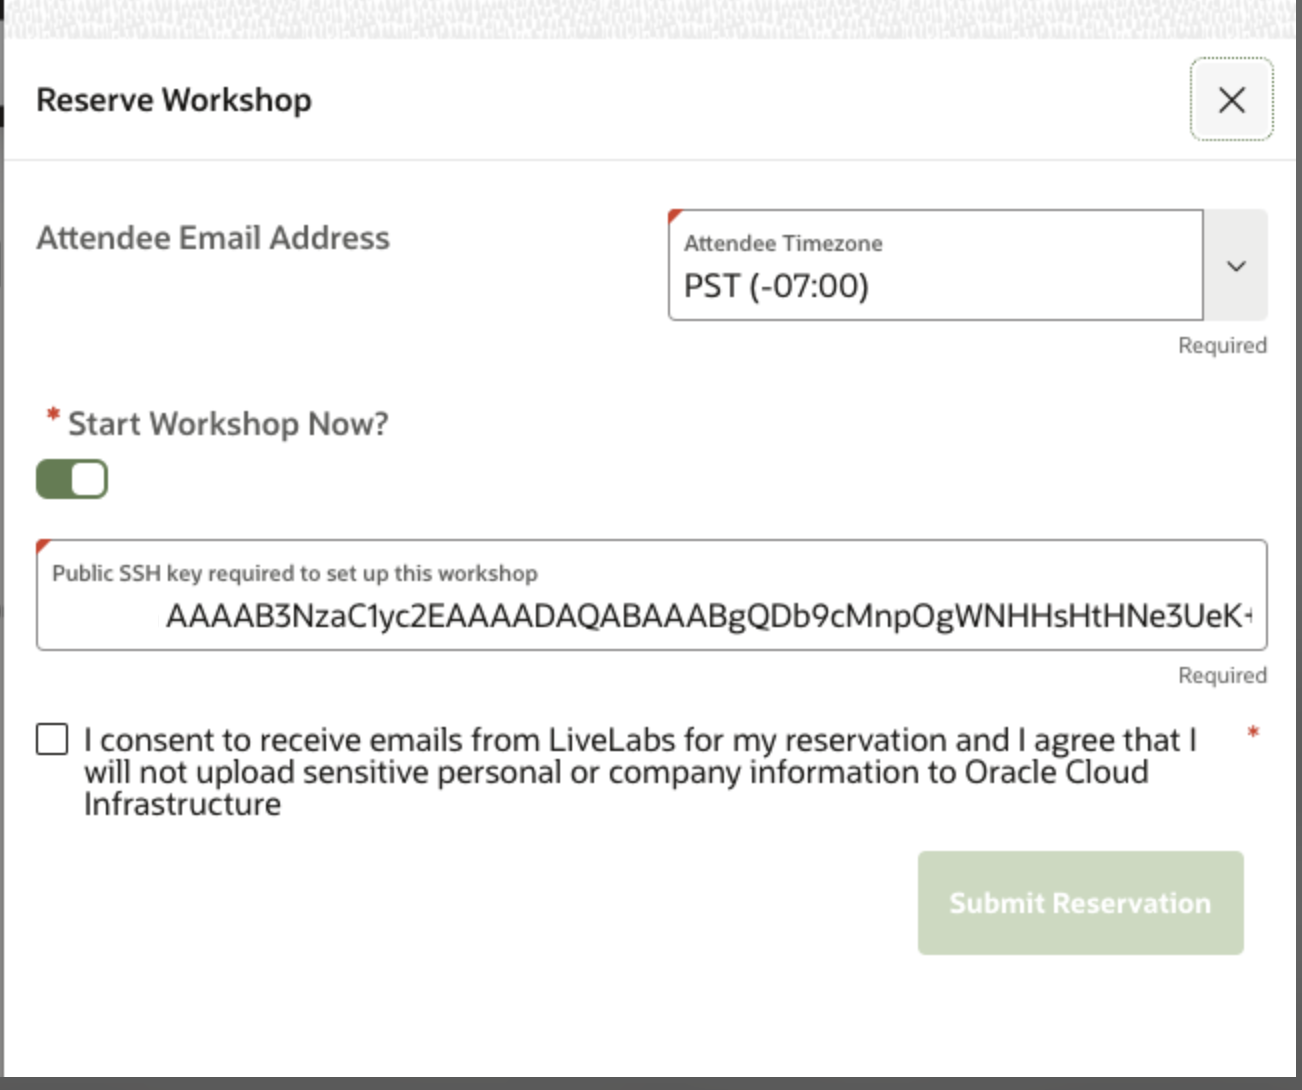 Reserve Workshop
Attendee Email Address
Attendee Timezone
PST (-07:00)
Required
* Start Workshop Now?
Public SSH key required to set up this workshop
AAAAB3NzaC1yc2EAAAADAQABAAABgQDb9cMnpOgWNHHsHtHNe3UeK+
Required
I consent to receive emails from LiveLabs for my reservation and I agree that I *
will not upload sensitive personal or company information to Oracle Cloud
Infrastructure
Submit Reservation